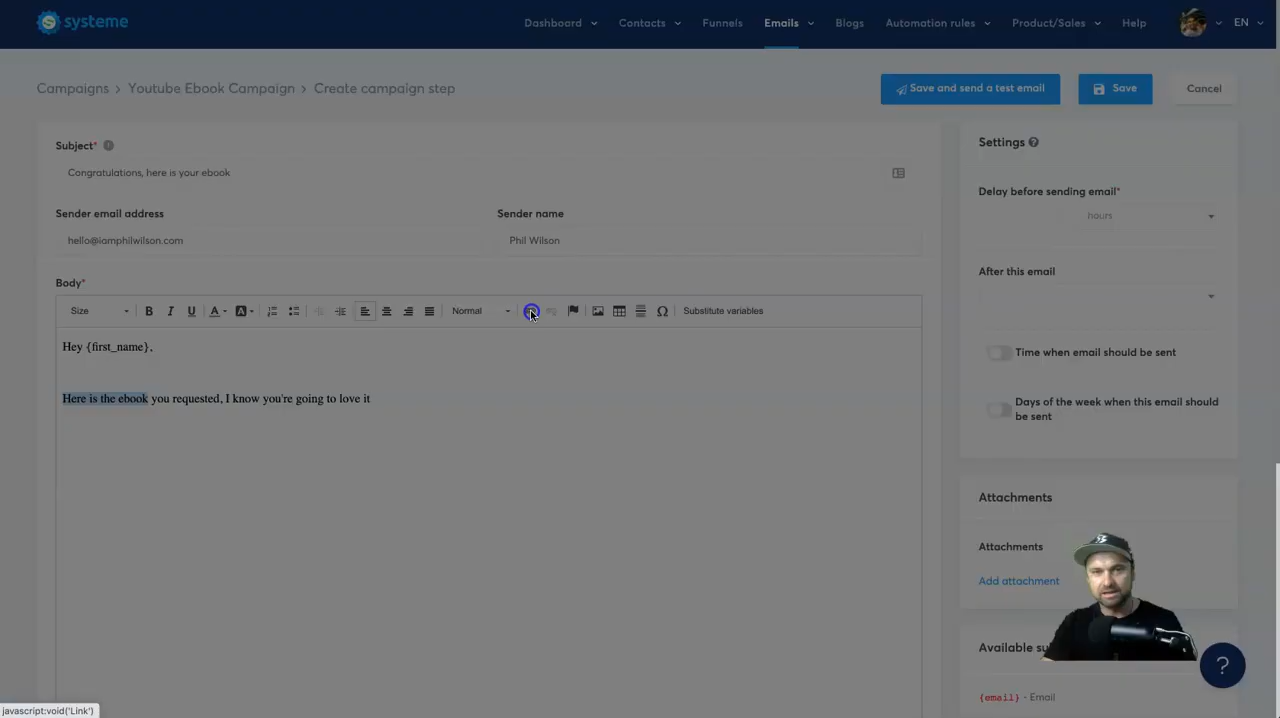 systeme
Dashboard
Contacts
Funnels
Emails
Blogs
Automation rules
Product/Sales
Help
EN
Campaigns > Youtube Ebook Campaign > Create campaign step
Save and send a test email
Save
Cancel
Subject*
Congratulations, here is your ebook
Sender email address
Sender name
hello@iamphilwilson.com
Phil Wilson
Body*
Size
B
I
U
A
A
Normal
Ω
Substitute variables
Hey {first_name},
Here is the ebook you requested, I know you're going to love it
Settings ?
Delay before sending email*
hours
After this email
Time when email should be sent
Days of the week when this email should
be sent
Attachments
Attachments
Add attachment
Available su
{email} - Email
?
javascript:void('Link')